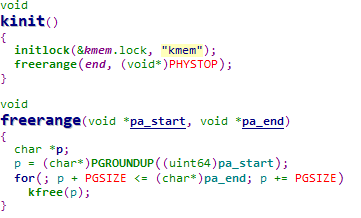 void
kinit()
{
  initlock(&kmem.lock, "kmem");
  freerange(end, (void*)PHYSTOP);
}

void
freerange(void *pa_start, void *pa_end)
{
  char *p;
  p = (char*)PGROUNDUP((uint64)pa_start);
  for(; p + PGSIZE <= (char*)pa_end; p += PGSIZE)
    kfree(p);
}